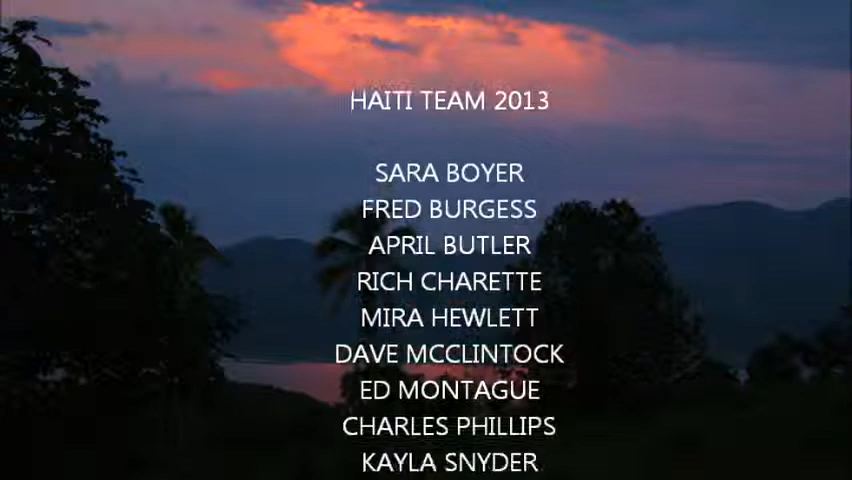 HAITI TEAM 2013
SARA BOYER
FRED BURGESS
APRIL BUTLER
RICH CHARETTE
MIRA HEWLETT
DAVE MCCLINTOCK
ED MONTAGUE
CHARLES PHILLIPS
KAYLA SNYDER